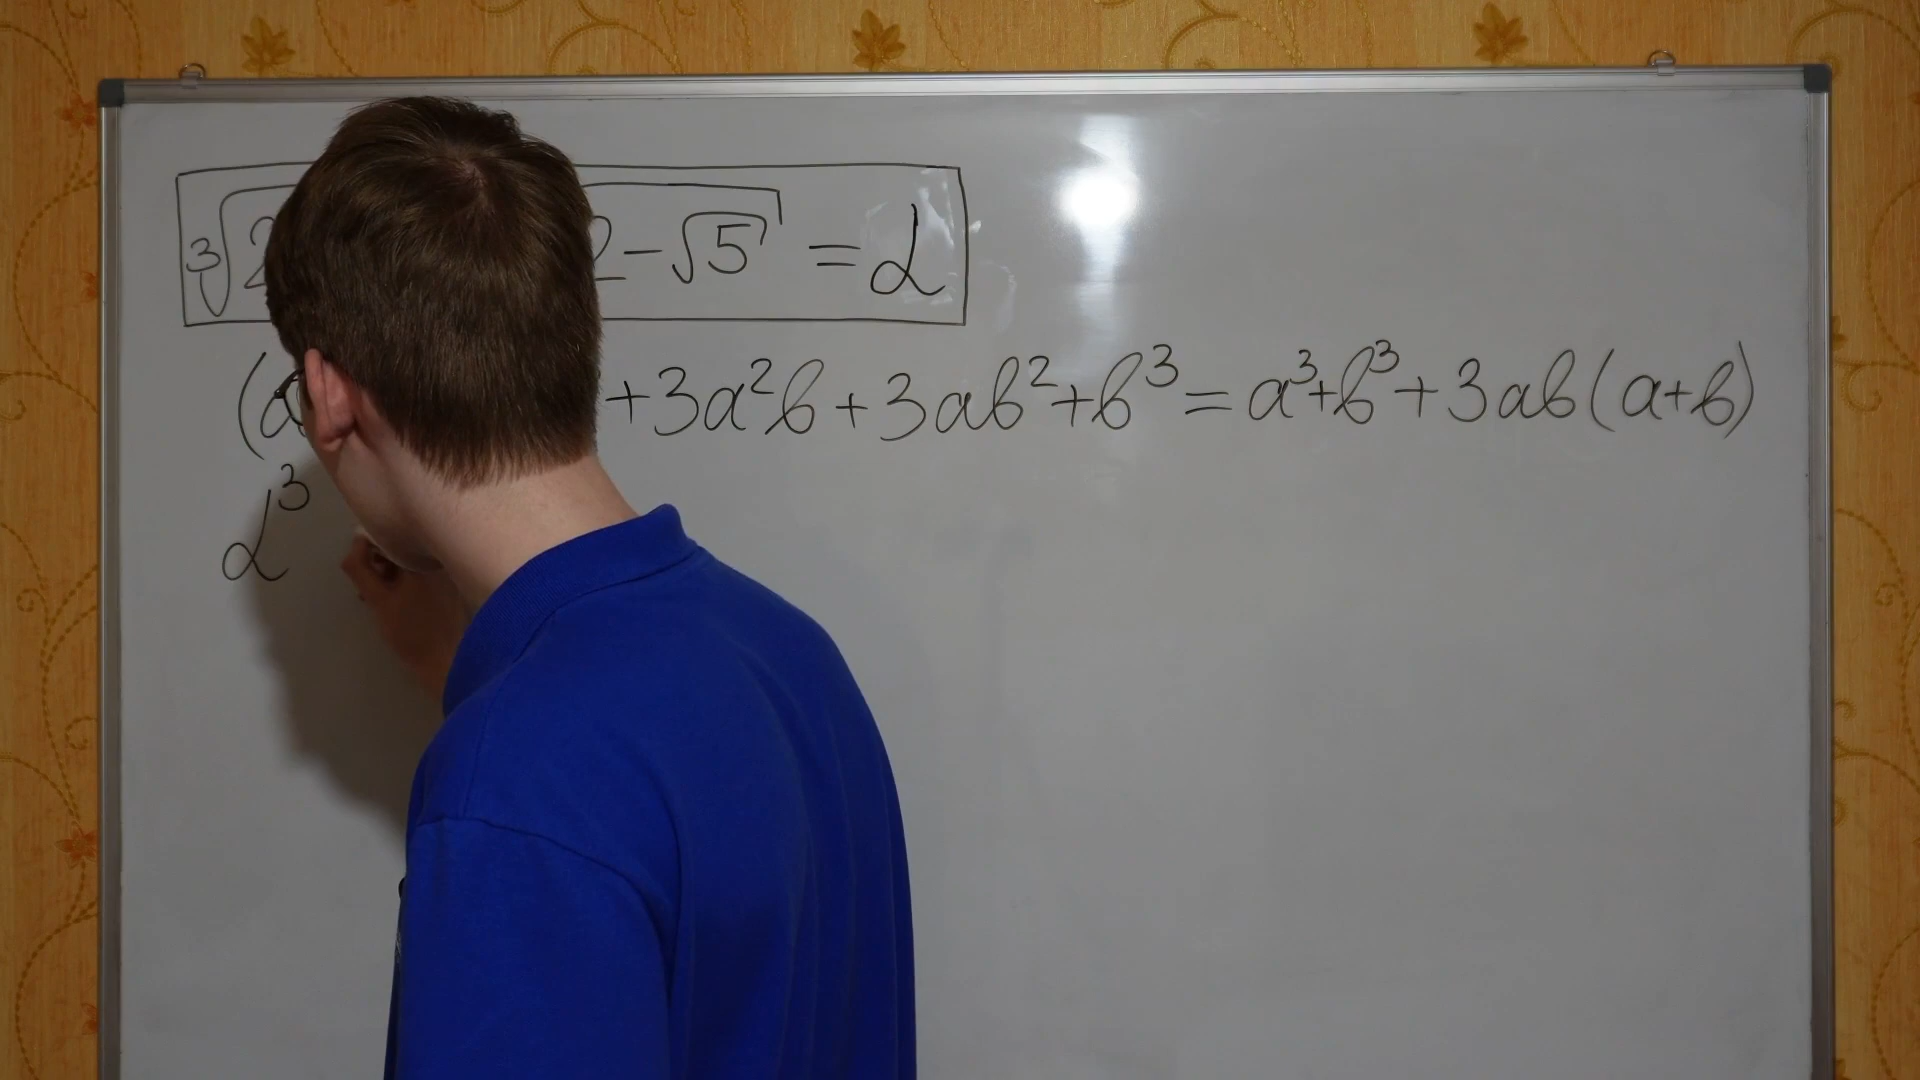 ∛2 2-√5 = α
(a +3a²b+3ab²+b³=a³+b³+3ab(a+b)
α³